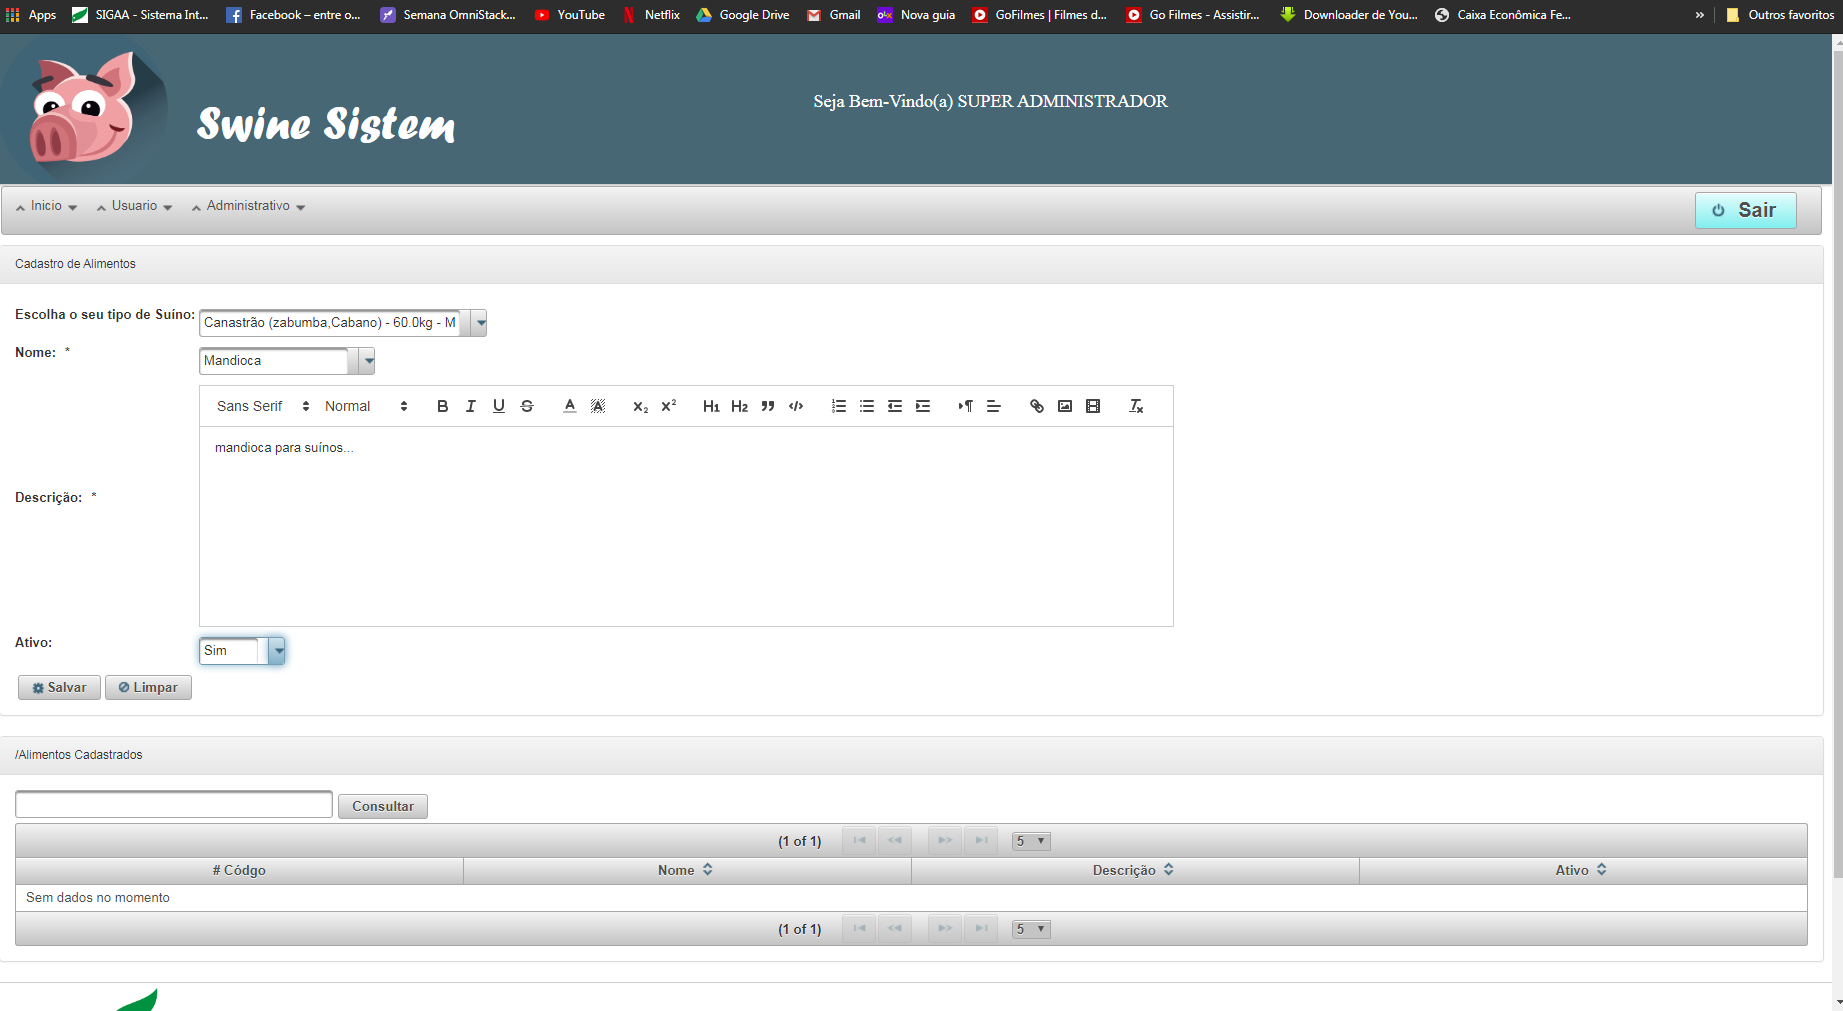 Apps SIGAA - Sistema Int... Facebook – entre o... Semana OmniStack... YouTube Netflix Google Drive Gmail Nova guia GoFilmes | Filmes d... Go Filmes - Assistir... Downloader de You... Caixa Econômica Fe... » Outros favoritos
Swine Sistem
Seja Bem-Vindo(a) SUPER ADMINISTRADOR
Inicio Usuario Administrativo Sair
Cadastro de Alimentos
Escolha o seu tipo de Suíno: Canastrão (zabumba,Cabano) - 60.0kg - M
Nome: * Mandioca
Sans Serif Normal B I U S A A x₂ x² H1 H2
mandioca para suínos...
Descrição: *
Ativo: Sim
Salvar Limpar
/Alimentos Cadastrados
Consultar
(1 of 1) 5
# Códgo Nome Descrição Ativo
Sem dados no momento
(1 of 1) 5